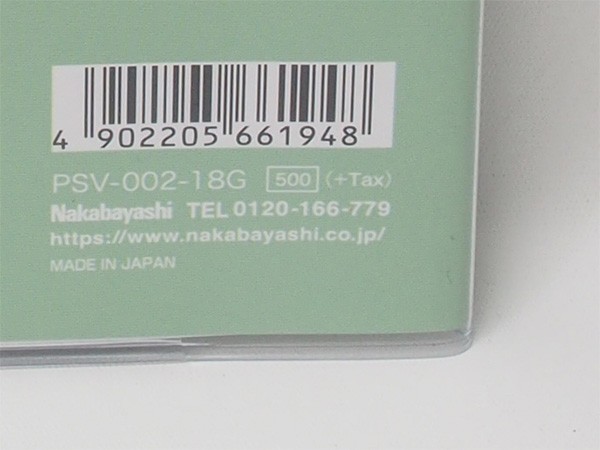 4 902205 661948
PSV-002-18G 500 (+Tax)
Nakabayashi TEL 0120-166-779
https://www.nakabayashi.co.jp/
MADE IN JAPAN